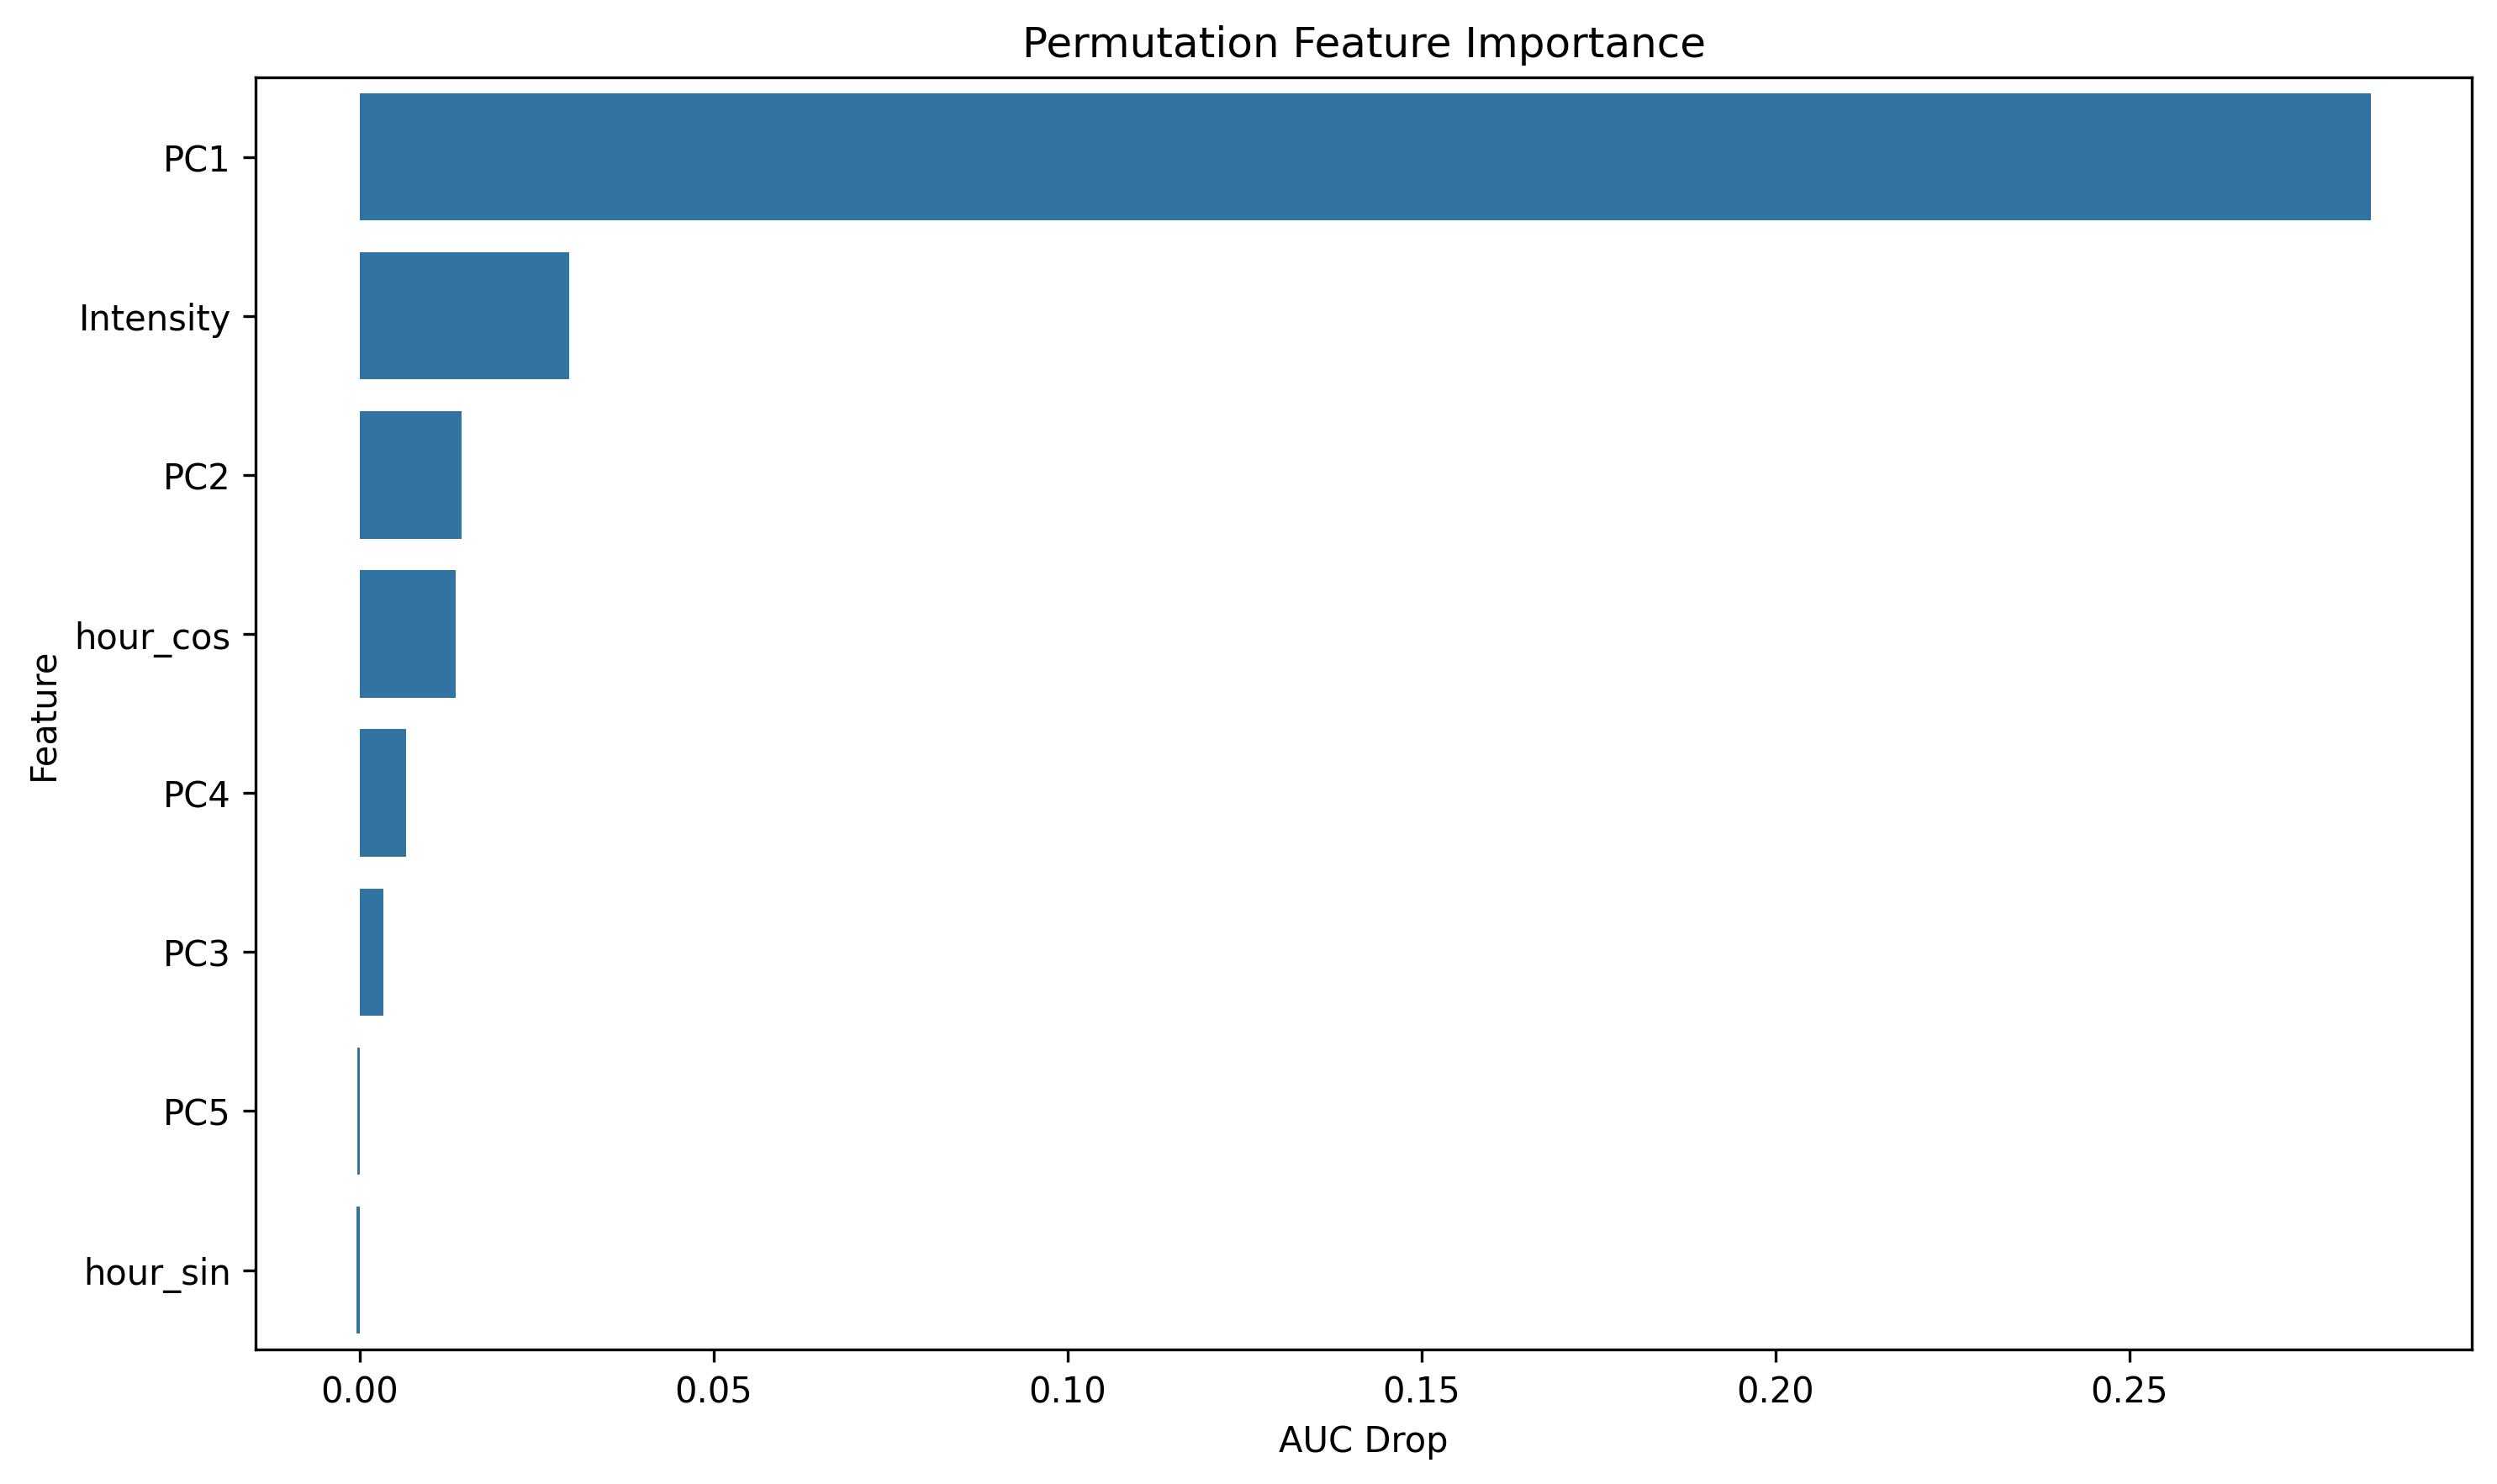 Permutation Feature Importance
PC1
Intensity
PC2
hour_cos
PC4
PC3
PC5
hour_sin
Feature
0.00 0.05 0.10 0.15 0.20 0.25
AUC Drop